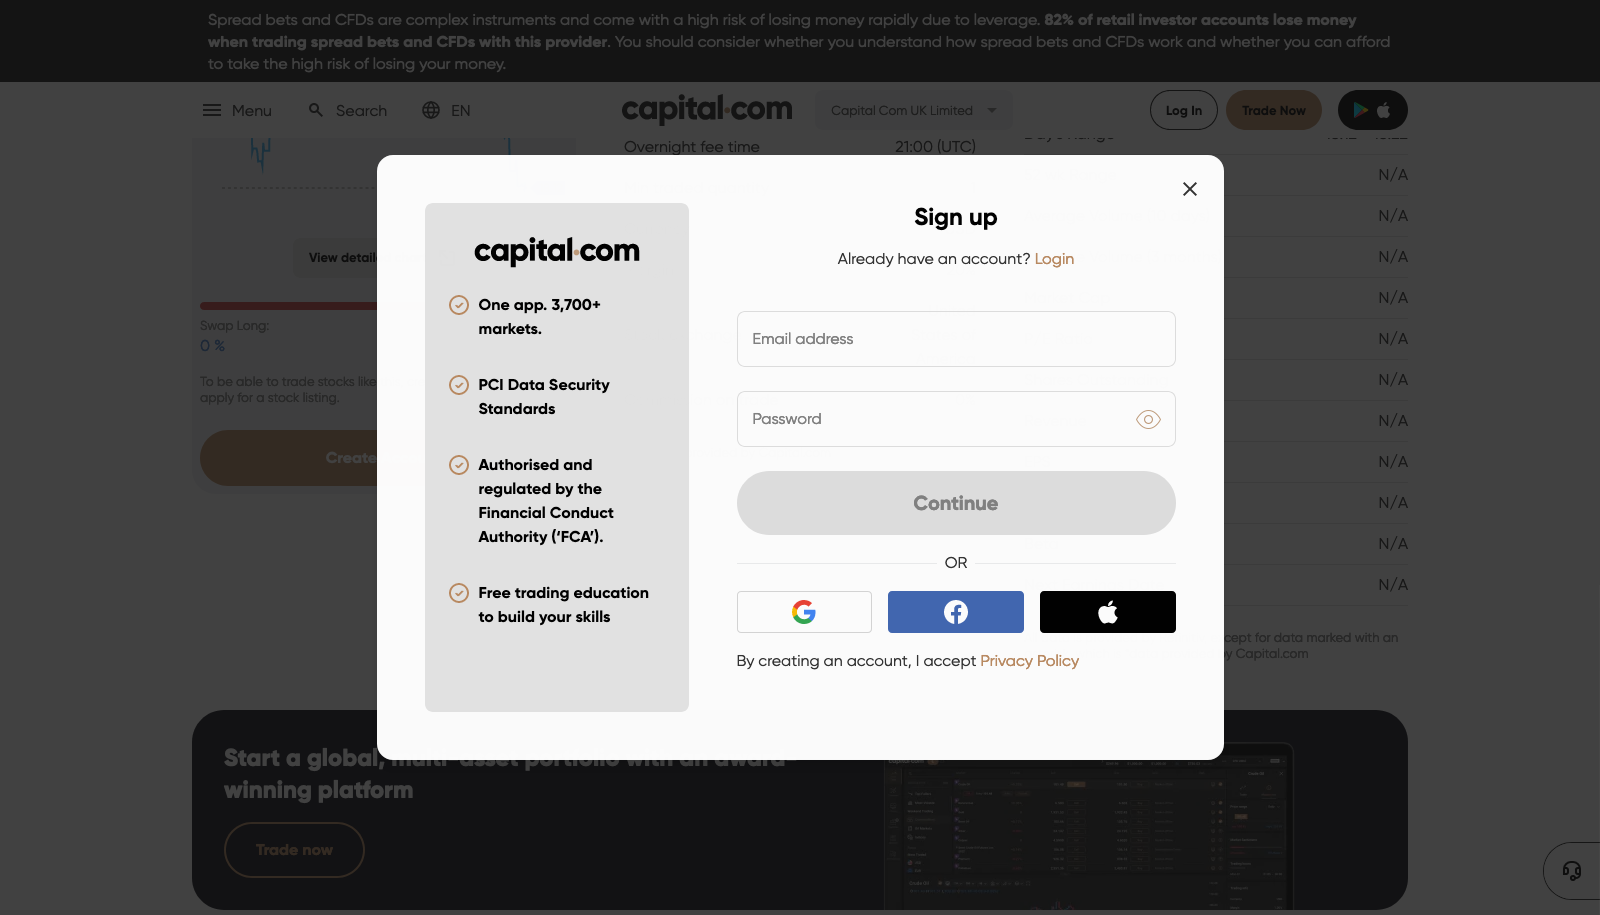 Spread bets and CFDs are complex instruments and come with a high risk of losing money rapidly due to leverage. 82% of retail investor accounts lose money
when trading spread bets and CFDs with this provider. You should consider whether you understand how spread bets and CFDs work and whether you can afford
to take the high risk of losing your money.
Menu
Search
EN
capital.com
Capital Com UK Limited
Log In
Trade Now
Overnight fee time
21:00 (UTC)
N/A
N/A
N/A
N/A
N/A
N/A
N/A
N/A
N/A
N/A
N/A
View detail
Swap Long:
0 %
To be able to trade stocks like
apply for a stock listing.
Create
capital.com
One app. 3,700+
markets.
PCI Data Security
Standards
Authorised and
regulated by the
Financial Conduct
Authority (‘FCA’).
Free trading education
to build your skills
Sign up
Already have an account? Login
Email address
Password
Continue
OR
By creating an account, I accept Privacy Policy
cept for data marked with an
by Capital.com
Start a global, multi-asset portfolio with an award-
winning platform
Trade now